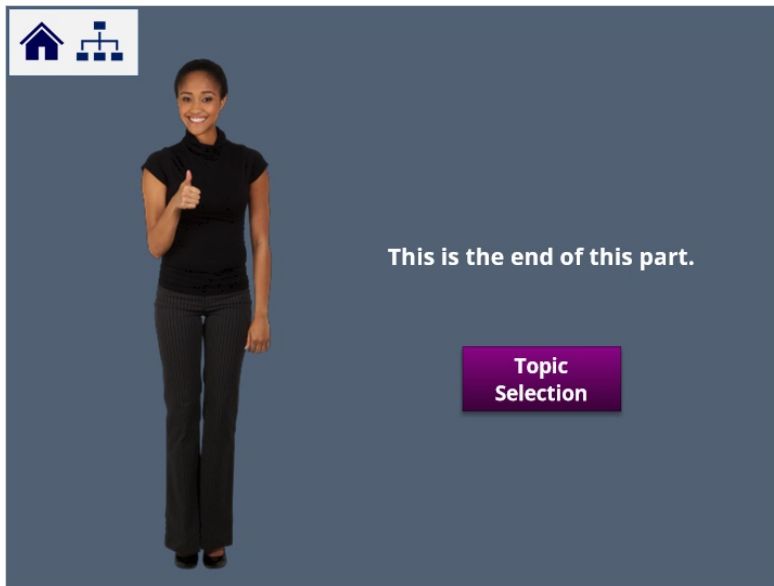 This is the end of this part.
Topic
Selection